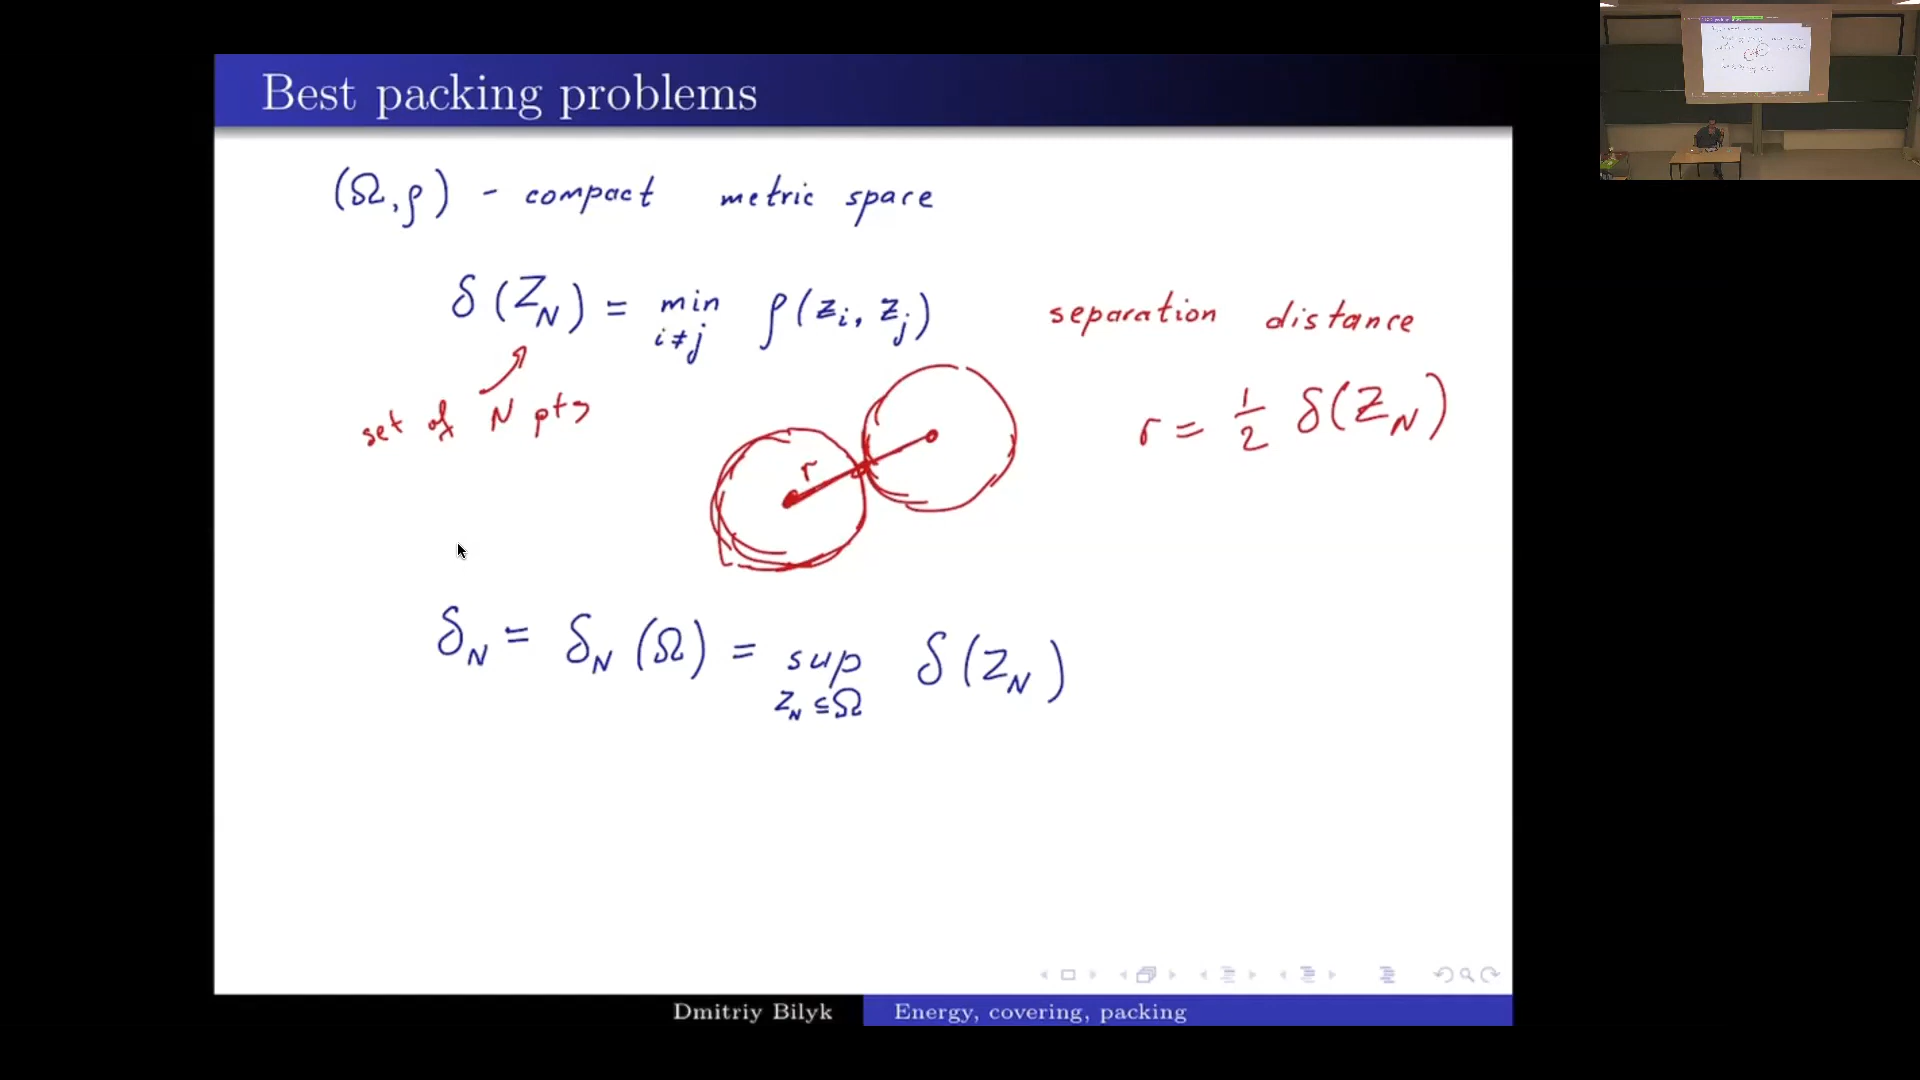 Best packing problems
(Ω, ρ) - compact metric space
δ(Z_N) = min_{i≠j} ρ(z_i, z_j) separation distance
set of N pts
r
r = 1/2 δ(Z_N)
δ_N = δ_N(Ω) = sup_{Z_N ⊆ Ω} δ(Z_N)
Dmitriy Bilyk Energy, covering, packing